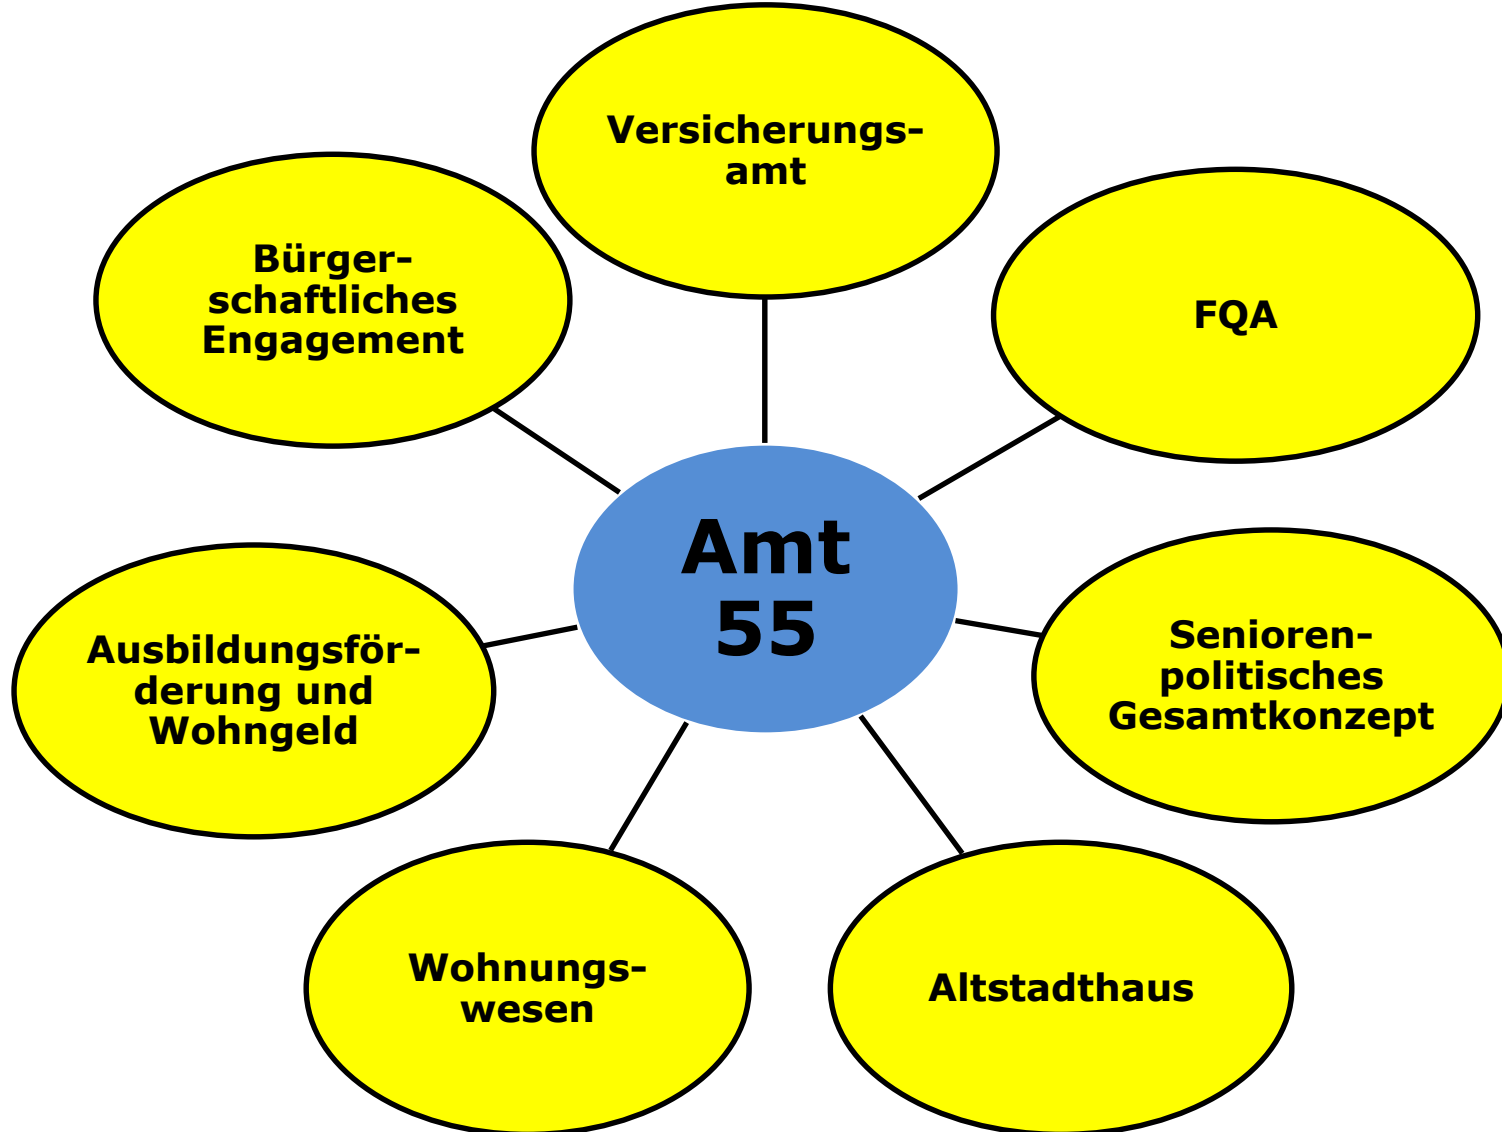 Versicherungs-
amt
FQA
Senioren-
politisches
Gesamtkonzept
Altstadthaus
Wohnungs-
wesen
Ausbildungsför-
derung und
Wohngeld
Bürger-
schaftliches
Engagement
Amt
55